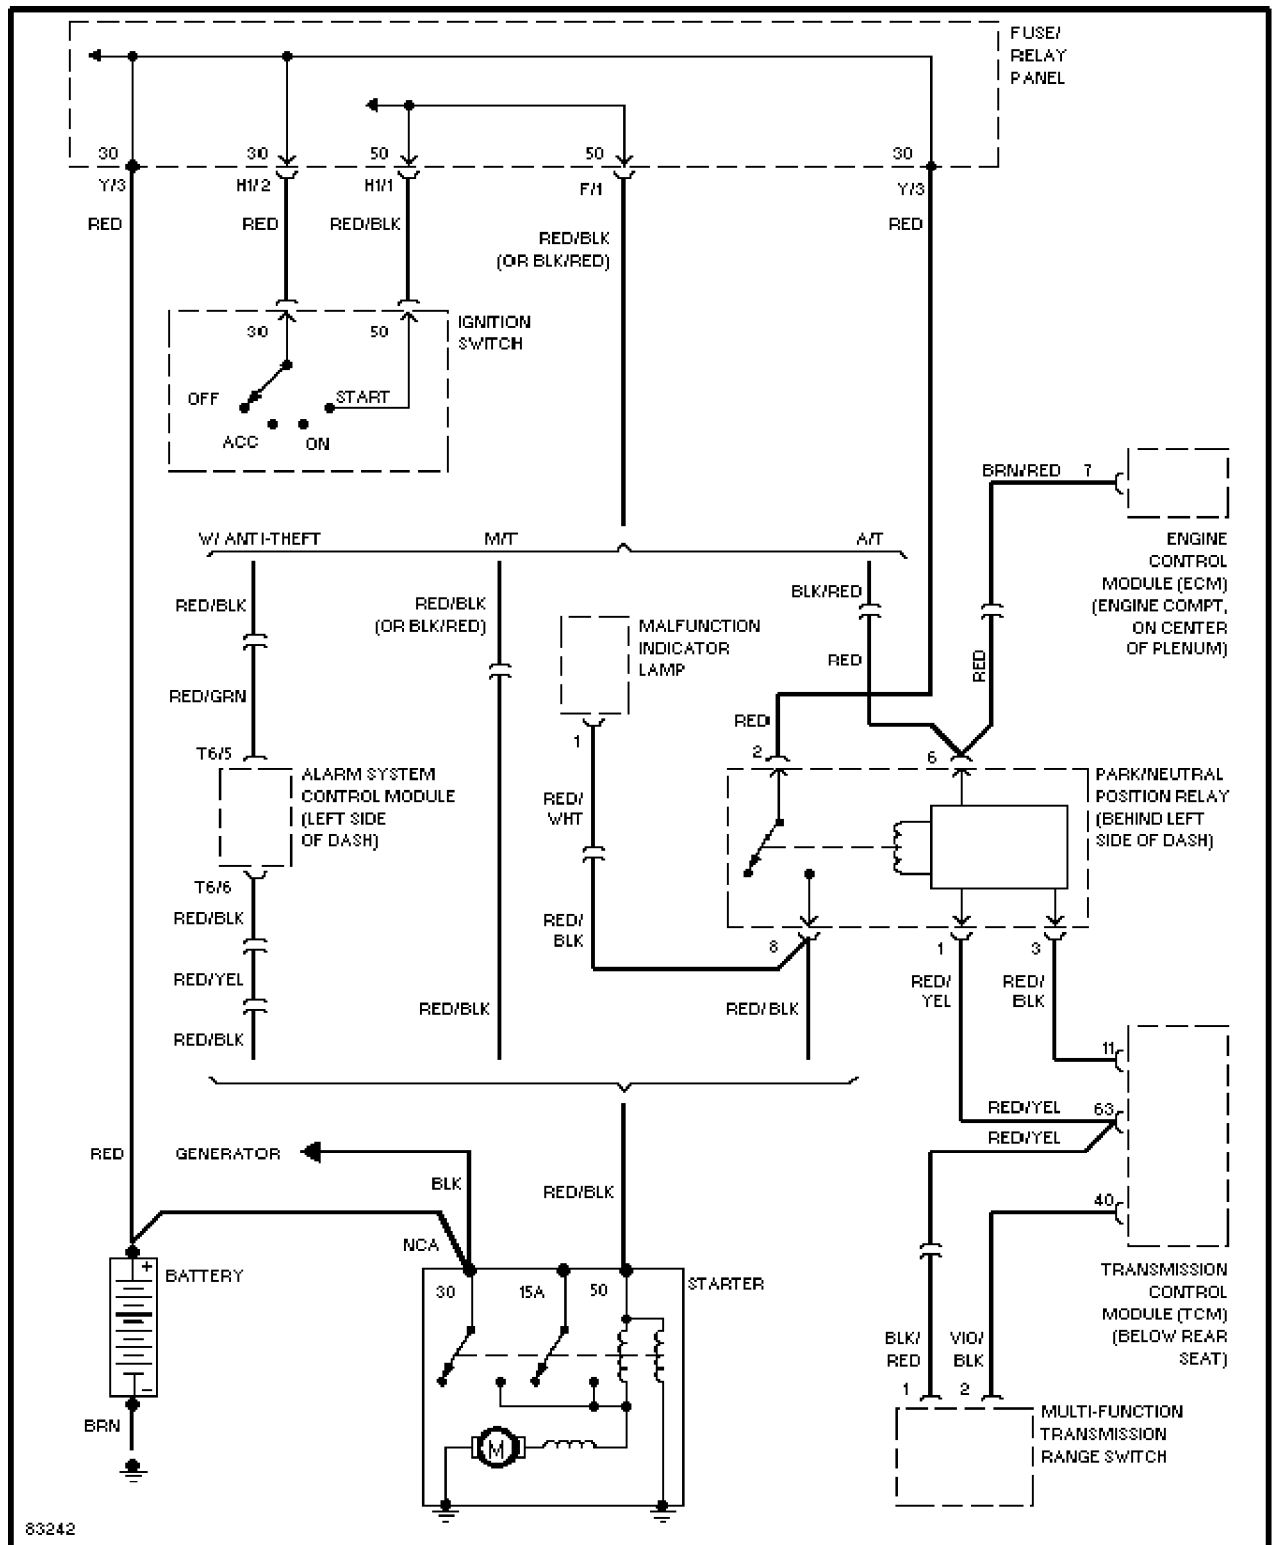 FUSE/
RELAY
PANEL
30
30
50
50
30
Y/3
H1/2
H1/1
F/1
Y/3
RED
RED
RED/BLK
RED/BLK
(OR BLK/RED)
RED
30
50
IGNITION
SWITCH
OFF
START
ACC
ON
BRN/RED
7
ENGINE
CONTROL
MODULE (ECM)
(ENGINE COMPT,
ON CENTER
OF PLENUM)
W/ ANTI-THEFT
M/T
A/T
RED/BLK
RED/BLK
(OR BLK/RED)
BLK/RED
MALFUNCTION
INDICATOR
LAMP
RED
RED
RED/GRN
RED
T6/5
1
2
6
ALARM SYSTEM
CONTROL MODULE
(LEFT SIDE
OF DASH)
PARK/NEUTRAL
POSITION RELAY
(BEHIND LEFT
SIDE OF DASH)
RED/
WHT
T6/6
RED/BLK
RED/
BLK
8
1
3
RED/YEL
RED/
YEL
RED/
BLK
RED/BLK
RED/BLK
RED/BLK
11
RED/YEL
63
RED/YEL
40
RED
GENERATOR
BLK
RED/BLK
NCA
+
BATTERY
-
BRN
30
15A
50
STARTER
M
TRANSMISSION
CONTROL
MODULE (TCM)
(BELOW REAR
SEAT)
BLK/
RED
VIO/
BLK
1
2
MULTI-FUNCTION
TRANSMISSION
RANGE SWITCH
83242